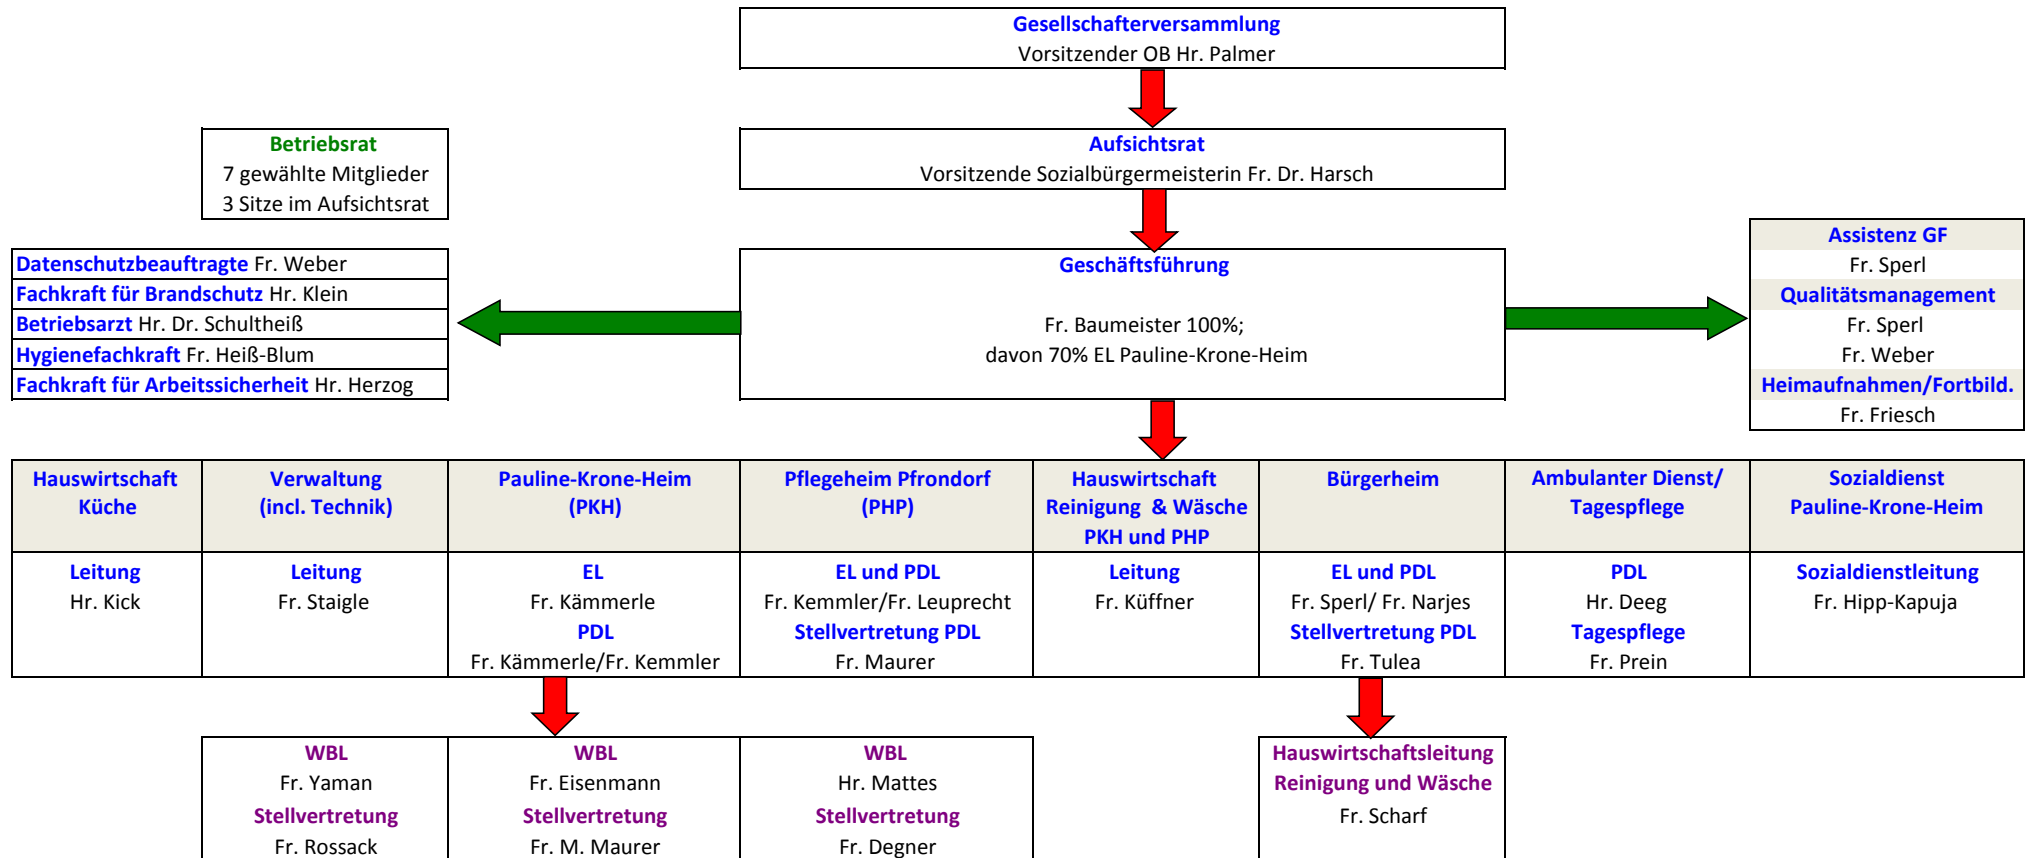 Gesellschafterversammlung
Vorsitzender OB Hr. Palmer
Betriebsrat
7 gewählte Mitglieder
3 Sitze im Aufsichtsrat
Aufsichtsrat
Vorsitzende Sozialbürgermeisterin Fr. Dr. Harsch
Datenschutzbeauftragte Fr. Weber
Fachkraft für Brandschutz Hr. Klein
Betriebsarzt Hr. Dr. Schultheiß
Hygienefachkraft Fr. Heiß-Blum
Fachkraft für Arbeitssicherheit Hr. Herzog
Geschäftsführung
Fr. Baumeister 100%;
davon 70% EL Pauline-Krone-Heim
Assistenz GF
Fr. Sperl
Qualitätsmanagement
Fr. Sperl
Fr. Weber
Heimaufnahmen/Fortbild.
Fr. Friesch
Hauswirtschaft
Küche
Leitung
Hr. Kick
Verwaltung
(incl. Technik)
Leitung
Fr. Staigle
Pauline-Krone-Heim
(PKH)
EL
Fr. Kämmerle
PDL
Fr. Kämmerle/Fr. Kemmler
Pflegeheim Pfrondorf
(PHP)
EL und PDL
Fr. Kemmler/Fr. Leuprecht
Stellvertretung PDL
Fr. Maurer
Hauswirtschaft
Reinigung & Wäsche
PKH und PHP
Leitung
Fr. Küffner
Bürgerheim
EL und PDL
Fr. Sperl/ Fr. Narjes
Stellvertretung PDL
Fr. Tulea
Ambulanter Dienst/
Tagespflege
PDL
Hr. Deeg
Tagespflege
Fr. Prein
Sozialdienst
Pauline-Krone-Heim
Sozialdienstleitung
Fr. Hipp-Kapuja
WBL
Fr. Yaman
Stellvertretung
Fr. Rossack
WBL
Fr. Eisenmann
Stellvertretung
Fr. M. Maurer
WBL
Hr. Mattes
Stellvertretung
Fr. Degner
Hauswirtschaftsleitung
Reinigung und Wäsche
Fr. Scharf